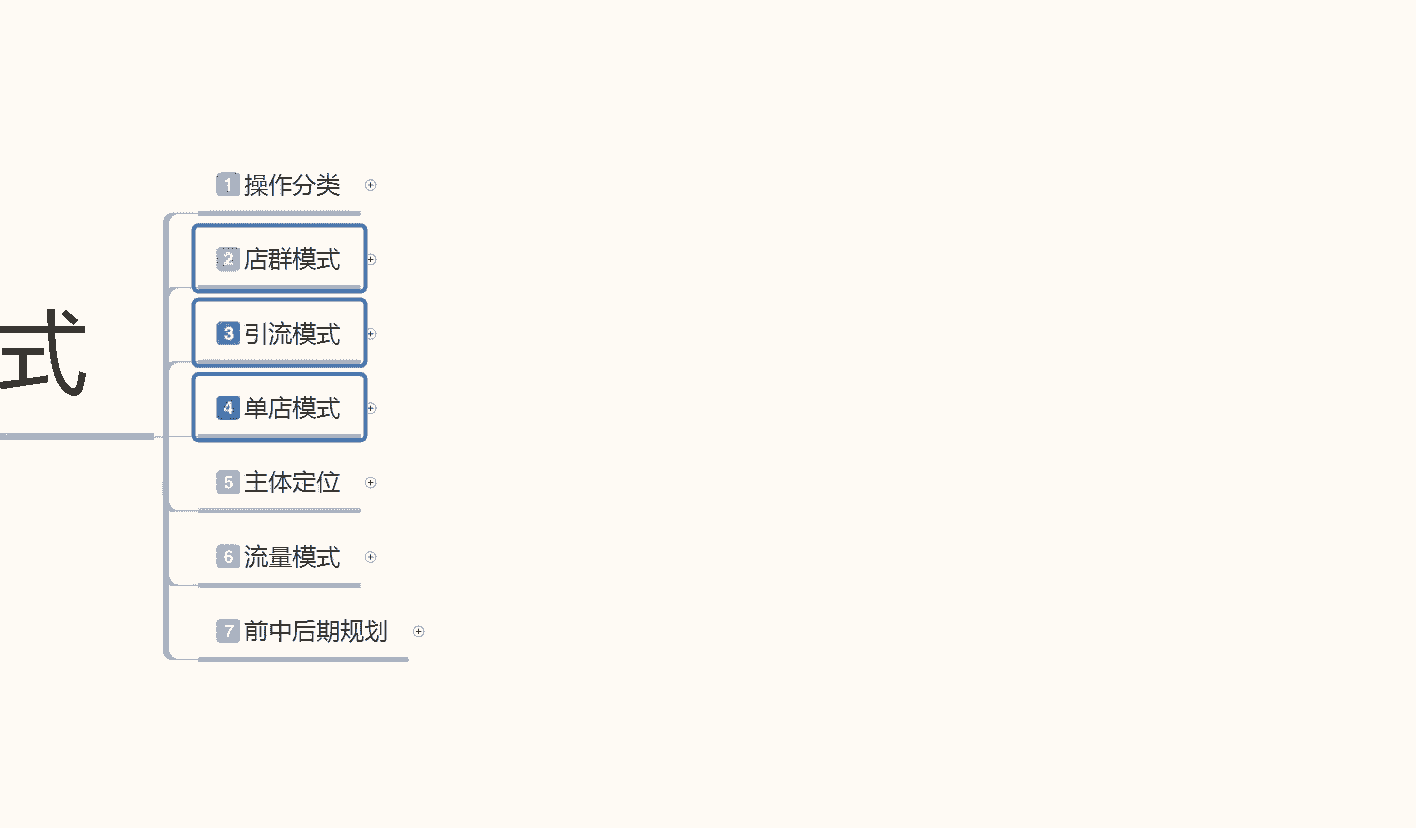 1 操作分类
2 店群模式
3 引流模式
式
4 单店模式
5 主体定位
6 流量模式
7 前中后期规划